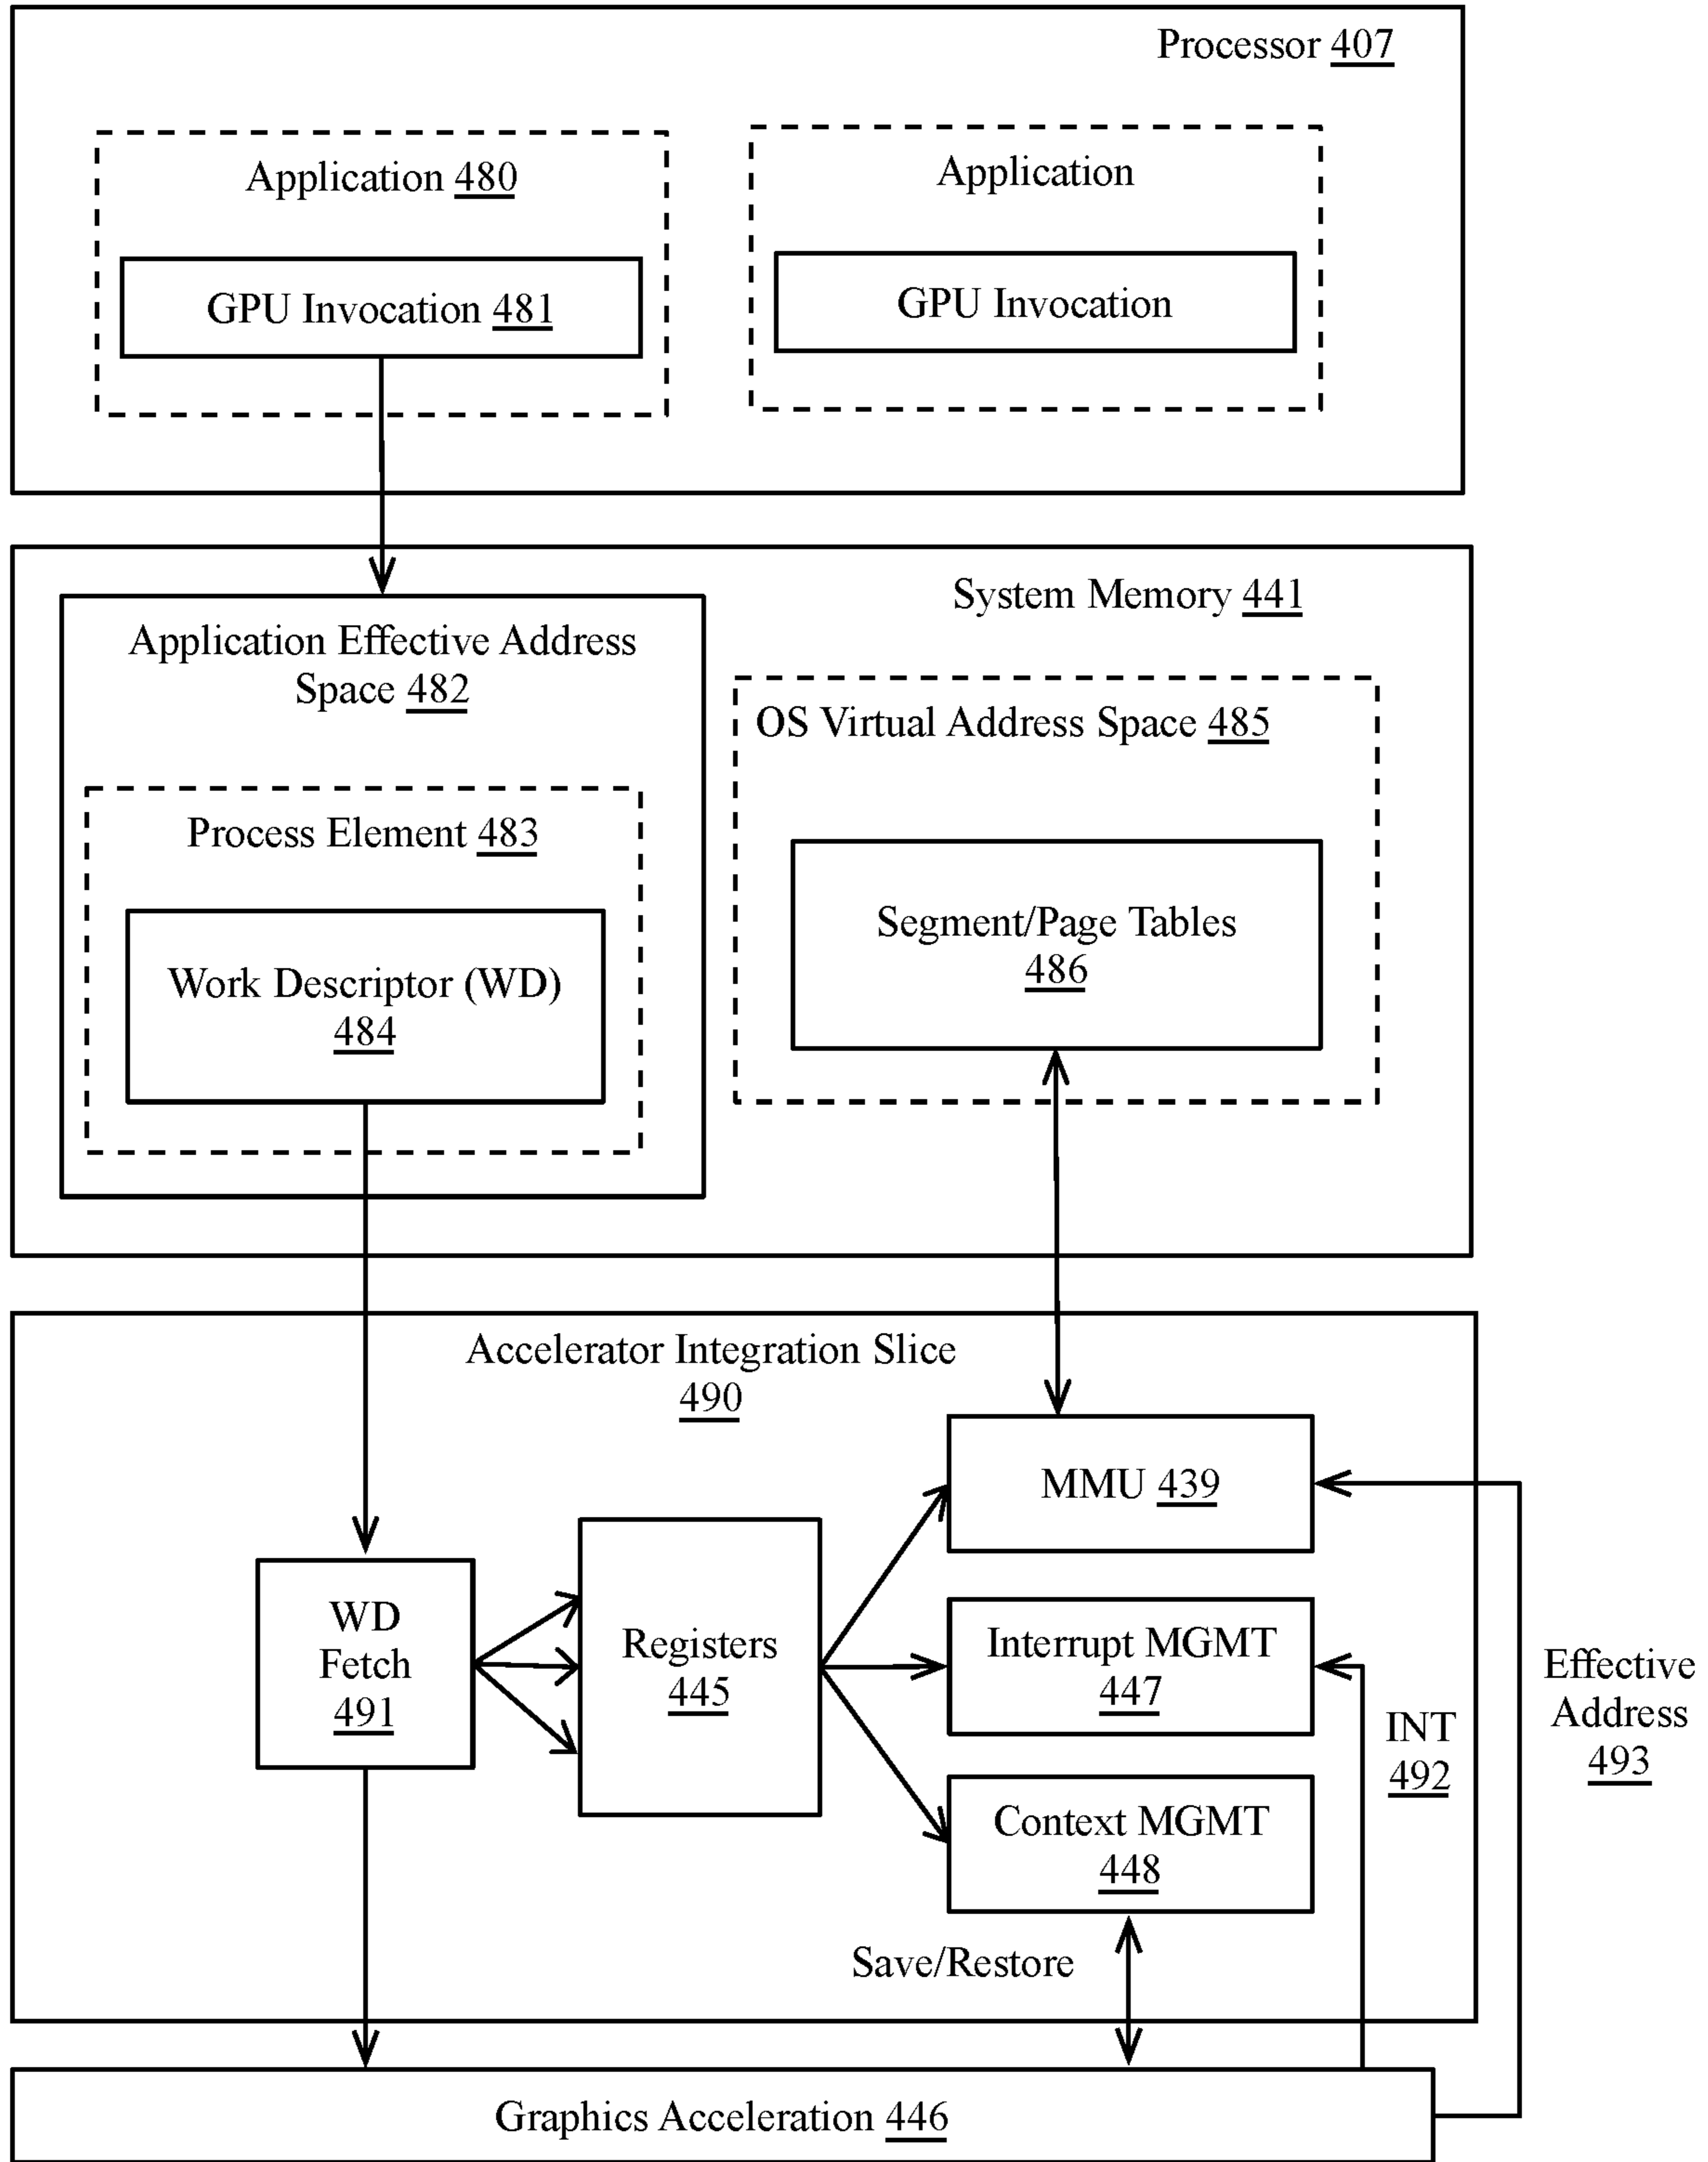 Processor 407
Application 480
Application
GPU Invocation 481
GPU Invocation
System Memory 441
Application Effective Address
Space 482
OS Virtual Address Space 485
Process Element 483
Segment/Page Tables
486
Work Descriptor (WD)
484
Accelerator Integration Slice
490
MMU 439
WD
Fetch
491
Registers
445
Interrupt MGMT
447
Effective
Address
493
INT
492
Context MGMT
448
Save/Restore
Graphics Acceleration 446